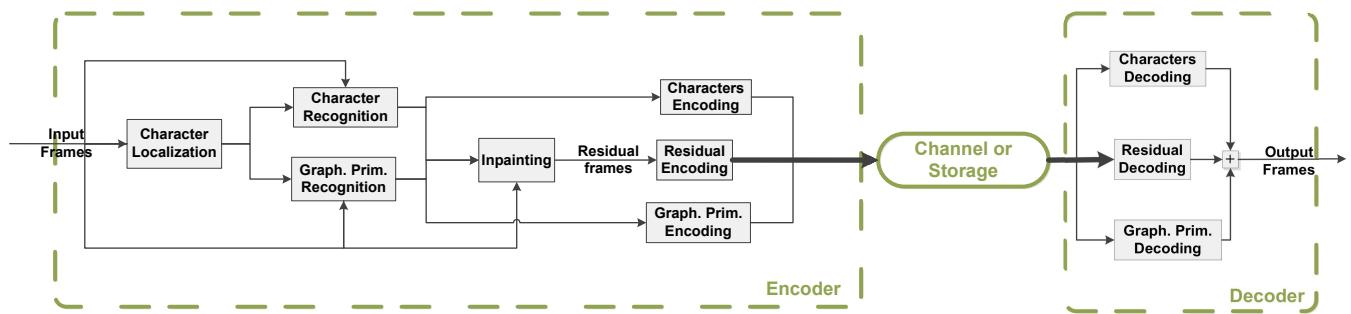 Input
Frames
Character
Localization
Character
Recognition
Graph. Prim.
Recognition
Inpainting
Residual
frames
Characters
Encoding
Residual
Encoding
Graph. Prim.
Encoding
Encoder
Channel or
Storage
Characters
Decoding
Residual
Decoding
Graph. Prim.
Decoding
+
Output
Frames
Decoder